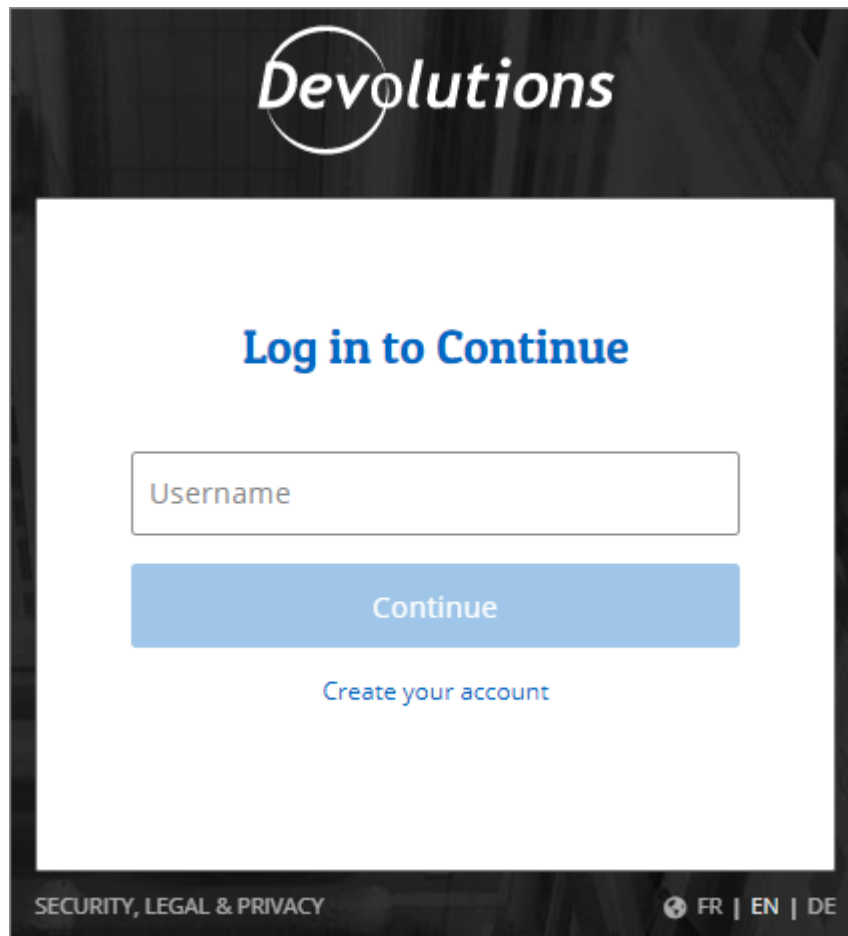 Devolutions
Log in to Continue
Username
Continue
Create your account
SECURITY, LEGAL & PRIVACY FR | EN | DE